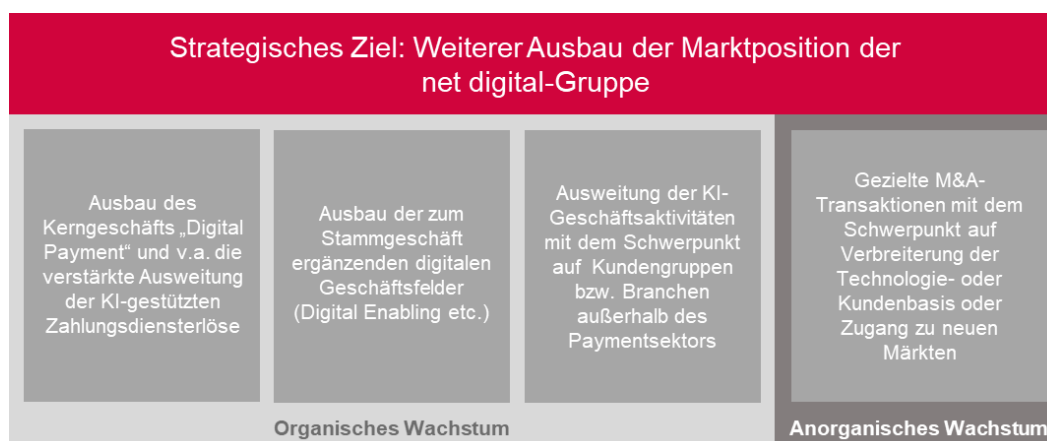 Strategisches Ziel: Weiterer Ausbau der Marktposition der
net digital-Gruppe
Ausbau des
Kerngeschäfts „Digital
Payment“ und v.a. die
verstärkte Ausweitung
der KI-gestützten
Zahlungsdiensterlöse
Ausbau der zum
Stammgeschäft
ergänzenden digitalen
Geschäftsfelder
(Digital Enabling etc.)
Ausweitung der KI-
Geschäftsaktivitäten
mit dem Schwerpunkt
auf Kundengruppen
bzw. Branchen
außerhalb des
Paymentsektors
Gezielte M&A-
Transaktionen mit dem
Schwerpunkt auf
Verbreiterung der
Technologie- oder
Kundenbasis oder
Zugang zu neuen
Märkten
Organisches Wachstum
Anorganisches Wachstum